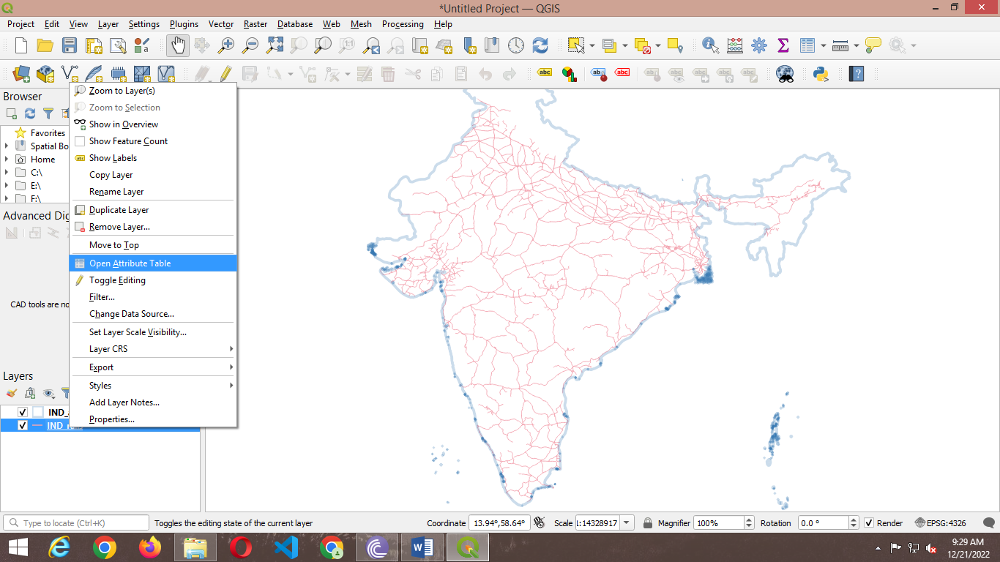 *Untitled Project — QGIS
Project Edit View Layer Settings Plugins Vector Raster Database Web Mesh Processing Help
abc abc abc
Browser
Favorites
Spatial Bo
Home
C:\
E:\
F:\
Advanced Dig
CAD tools are no
Layers
IND
IND
Zoom to Layer(s)
Zoom to Selection
Show in Overview
Show Feature Count
Show Labels
Copy Layer
Rename Layer
Duplicate Layer
Remove Layer...
Move to Top
Open Attribute Table
Toggle Editing
Filter...
Change Data Source...
Set Layer Scale Visibility...
Layer CRS
Export
Styles
Add Layer Notes...
Properties...
Type to locate (Ctrl+K) Toggles the editing state of the current layer Coordinate 13.94°,58.64° Scale 1:14328917 Magnifier 100% Rotation 0.0 ° Render EPSG:4326
9:29 AM
12/21/2022